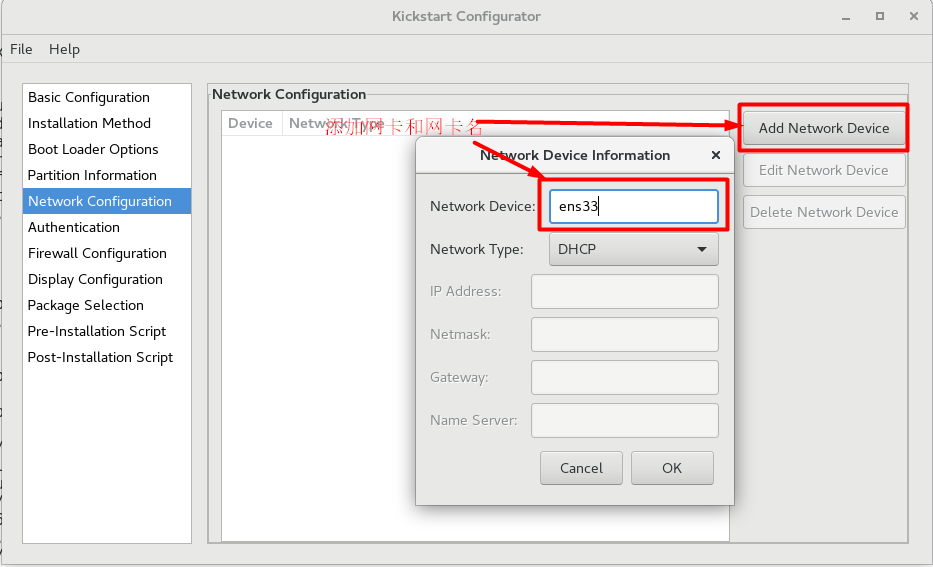 Kickstart Configurator
File Help
Basic Configuration
Installation Method
Boot Loader Options
Partition Information
Network Configuration
Authentication
Firewall Configuration
Display Configuration
Package Selection
Pre-Installation Script
Post-Installation Script
Network Configuration
Device Network Type
添加网卡和网卡名
Add Network Device
Edit Network Device
Delete Network Device
Network Device Information
Network Device: ens33
Network Type: DHCP
IP Address:
Netmask:
Gateway:
Name Server:
Cancel OK